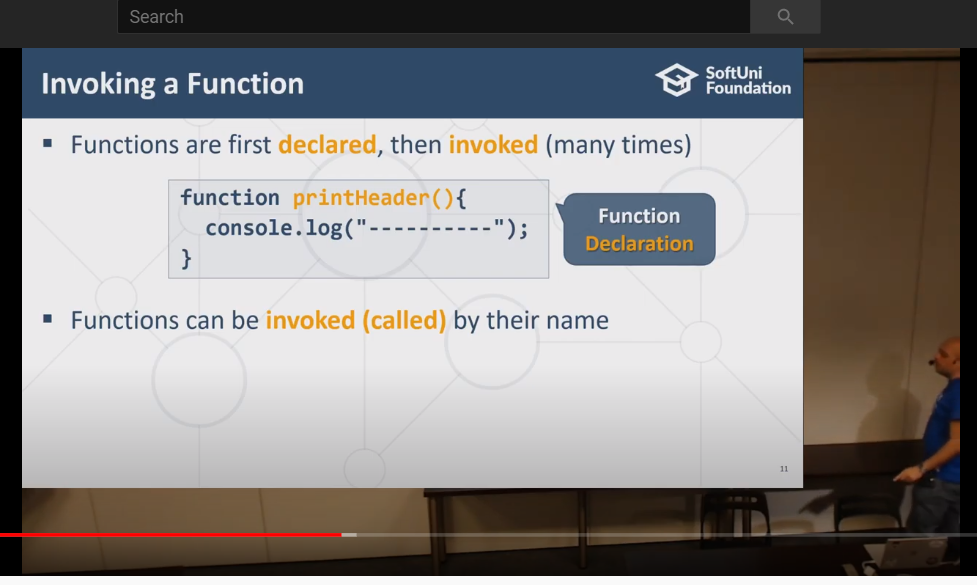 Search
Invoking a Function
SoftUni
Foundation
▪ Functions are first declared, then invoked (many times)
function printHeader(){
  console.log("----------");
}
Function
Declaration
▪ Functions can be invoked (called) by their name
11